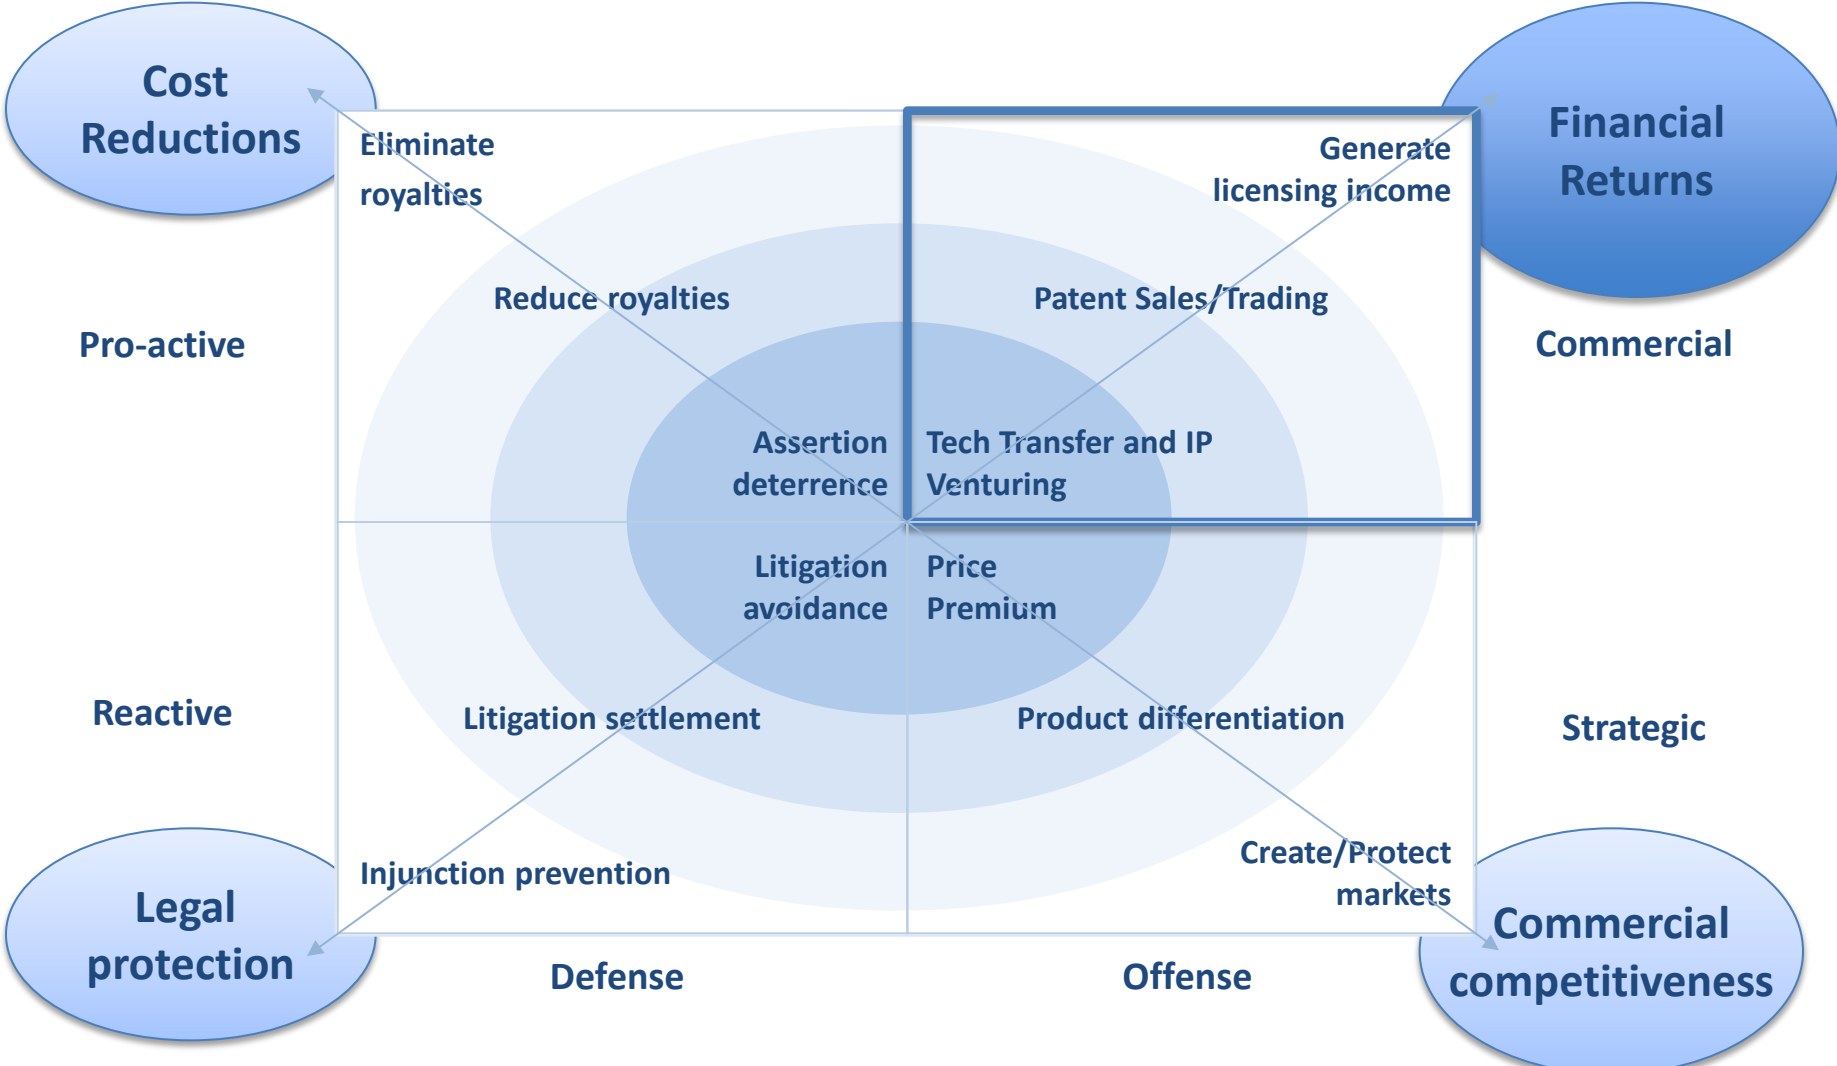 Cost
Reductions
Financial
Returns
Eliminate
royalties
Generate
licensing income
Reduce royalties
Patent Sales/Trading
Pro-active
Commercial
Assertion
deterrence
Tech Transfer and IP
Venturing
Litigation
avoidance
Price
Premium
Reactive
Litigation settlement
Product differentiation
Strategic
Injunction prevention
Create/Protect
markets
Legal
protection
Commercial
competitiveness
Defense
Offense